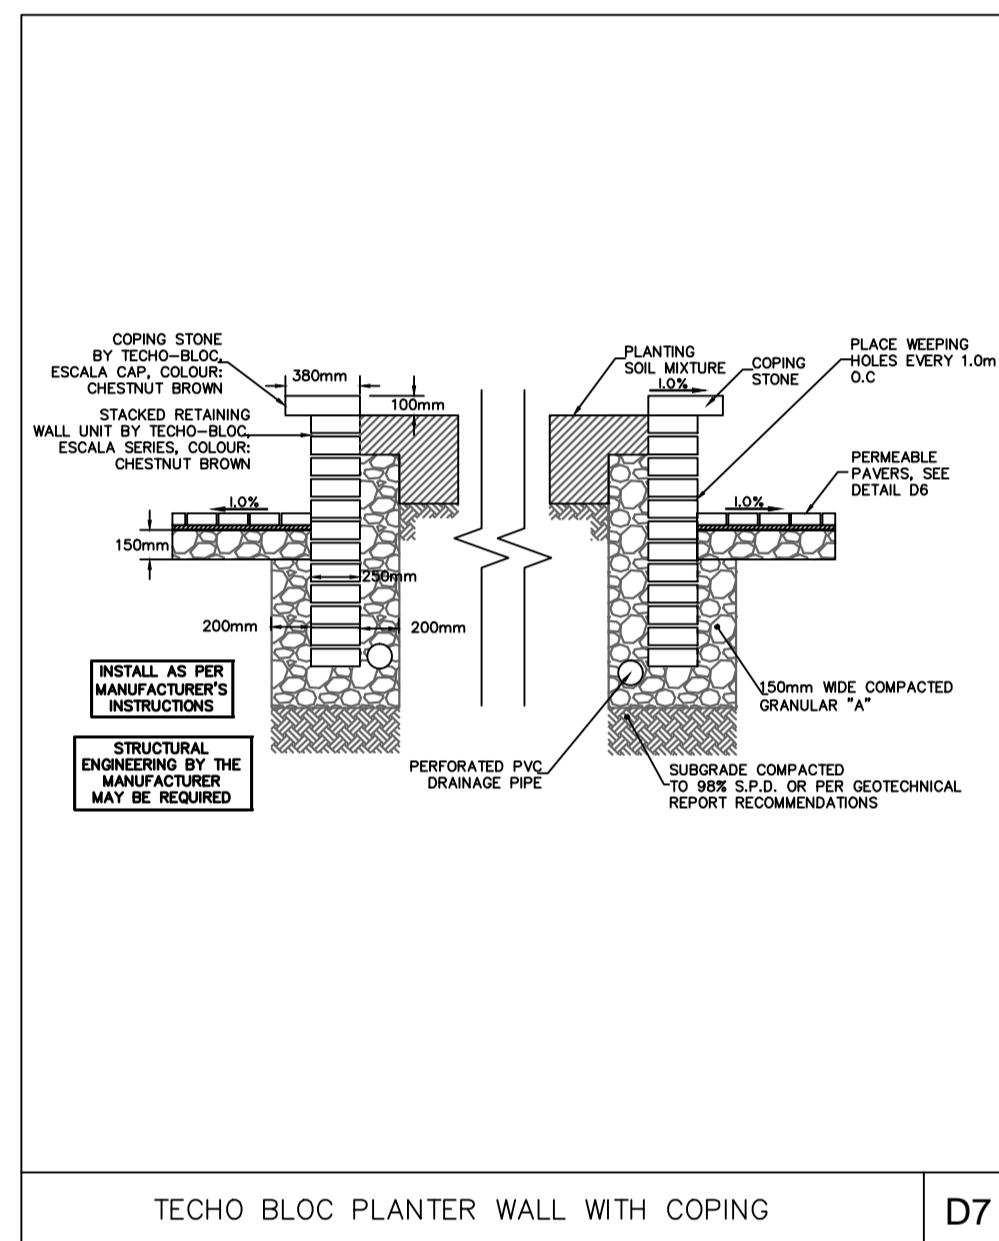 COPING STONE
BY TECHO-BLOC,
ESCALA CAP, COLOUR:
CHESTNUT BROWN
STACKED RETAINING
WALL UNIT BY TECHO-BLOC,
ESCALA SERIES, COLOUR:
CHESTNUT BROWN
380mm
100mm
1.0%
150mm
250mm
200mm
200mm
INSTALL AS PER
MANUFACTURER'S
INSTRUCTIONS
STRUCTURAL
ENGINEERING BY THE
MANUFACTURER
MAY BE REQUIRED
PLANTING
SOIL MIXTURE
1.0%
COPING
STONE
PLACE WEEPING
HOLES EVERY 1.0m
O.C
PERMEABLE
PAVERS, SEE
DETAIL D6
1.0%
150mm WIDE COMPACTED
GRANULAR "A"
PERFORATED PVC
DRAINAGE PIPE
SUBGRADE COMPACTED
TO 98% S.P.D. OR PER GEOTECHNICAL
REPORT RECOMMENDATIONS
TECHO BLOC PLANTER WALL WITH COPING
D7